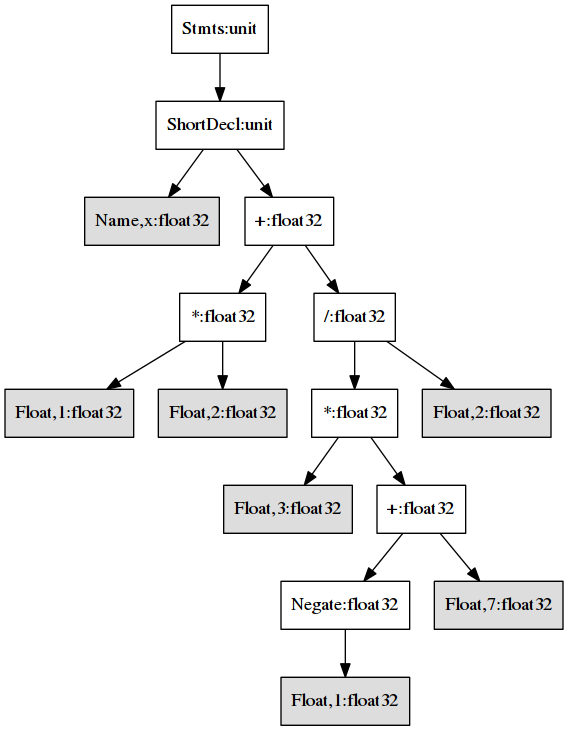 Stmts:unit
ShortDecl:unit
Name,x:float32
+:float32
*:float32
/:float32
Float,1:float32
Float,2:float32
*:float32
Float,2:float32
Float,3:float32
+:float32
Negate:float32
Float,7:float32
Float,1:float32